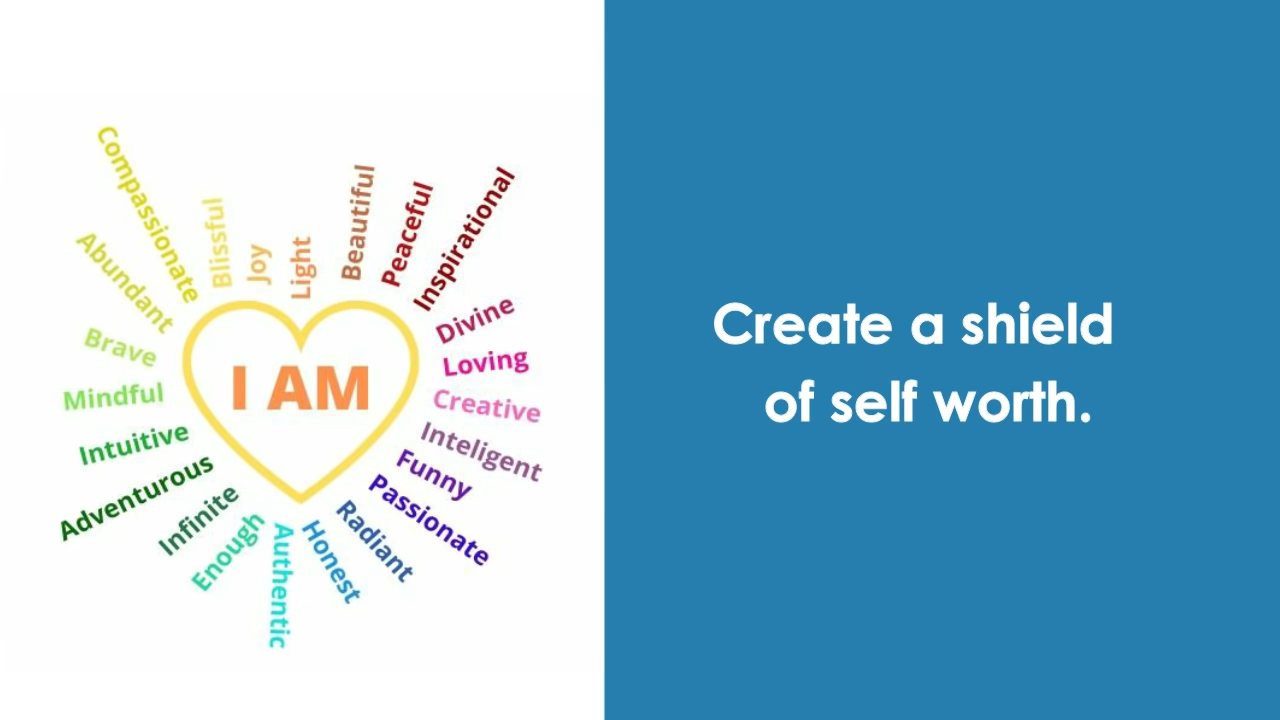 Compassionate
Blissful
Joy
Light
Beautiful
Peaceful
Inspirational
Divine
Loving
Creative
Inteligent
Funny
Passionate
Radiant
Honest
Authentic
Enough
Infinite
Adventurous
Intuitive
Mindful
Brave
Abundant
I AM
Create a shield
of self worth.